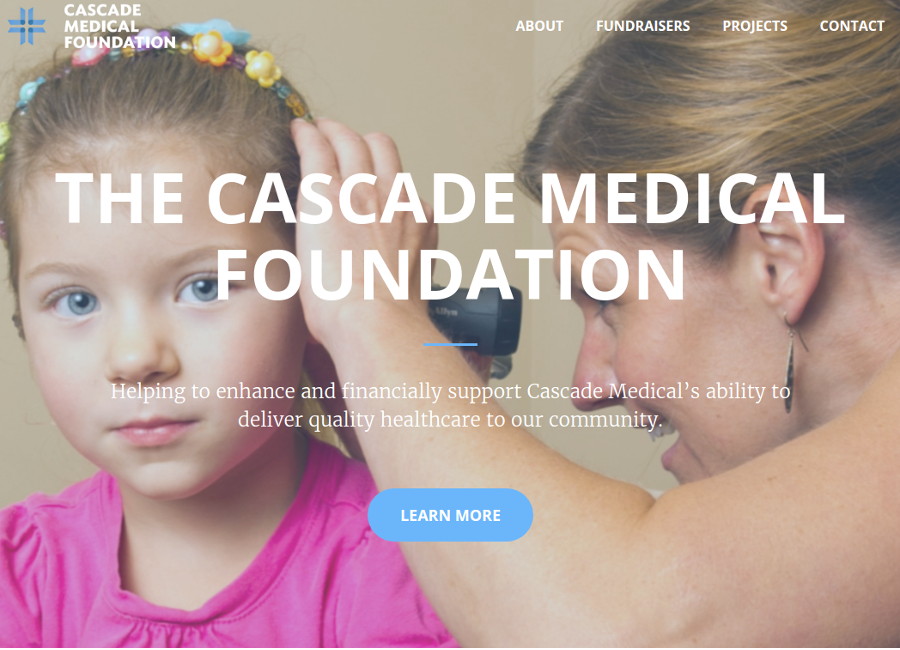 CASCADE
MEDICAL
FOUNDATION
ABOUT FUNDRAISERS PROJECTS CONTACT
THE CASCADE MEDICAL
FOUNDATION
Helping to enhance and financially support Cascade Medical’s ability to
deliver quality healthcare to our community.
LEARN MORE